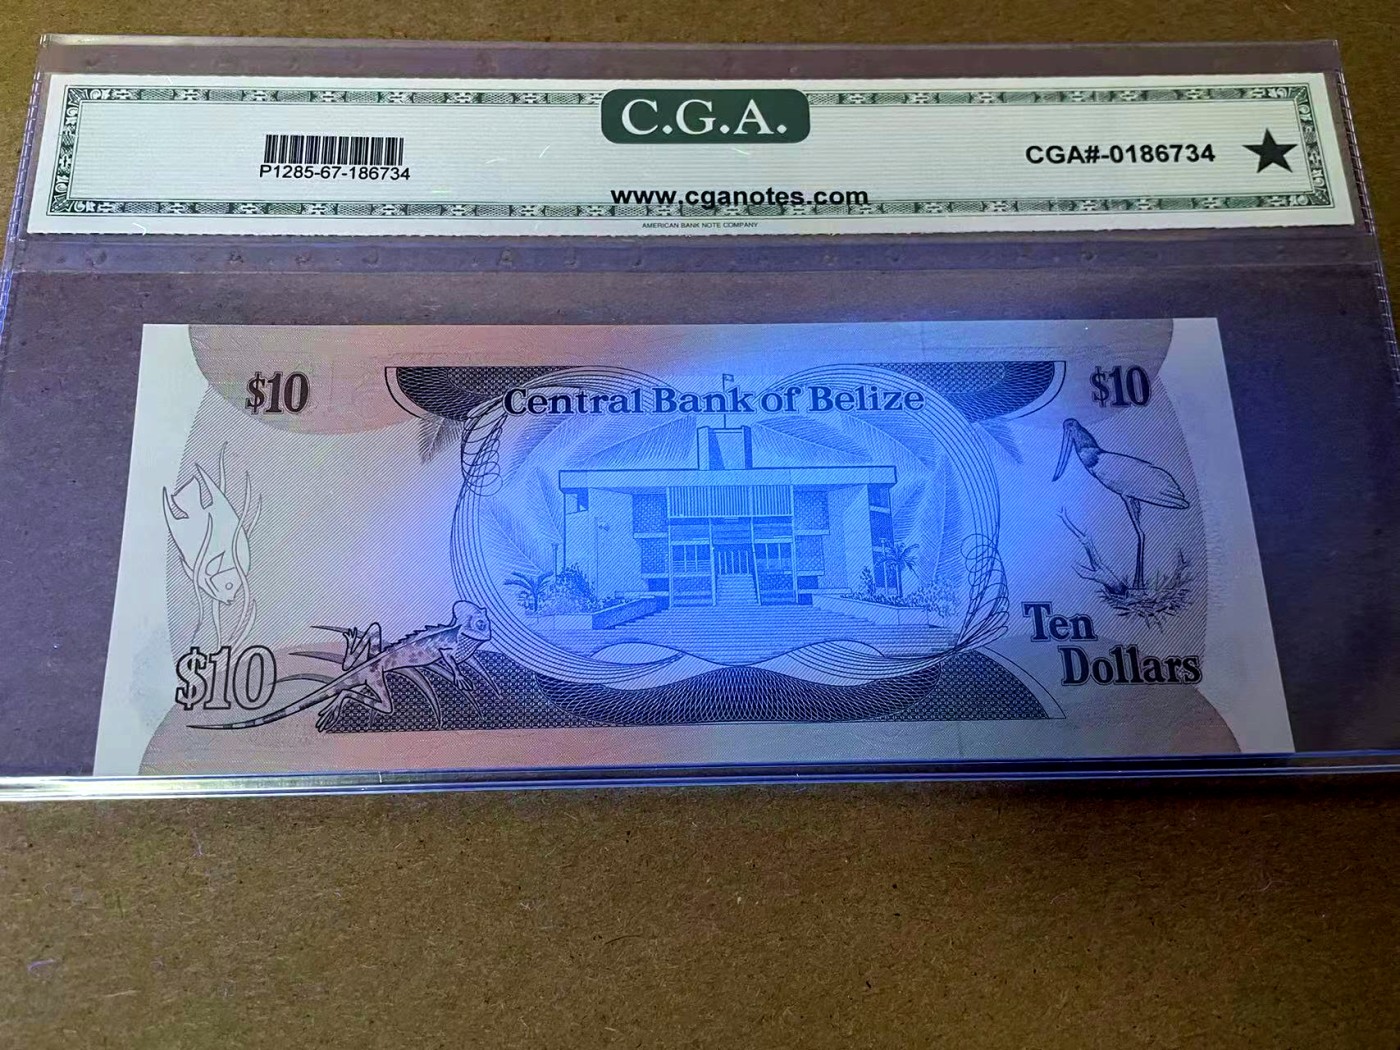 C.G.A.
P1285-67-186734
CGA#-0186734
www.cganotes.com
AMERICAN BANK NOTE COMPANY
$10
Central Bank of Belize
$10
Ten
Dollars
$10